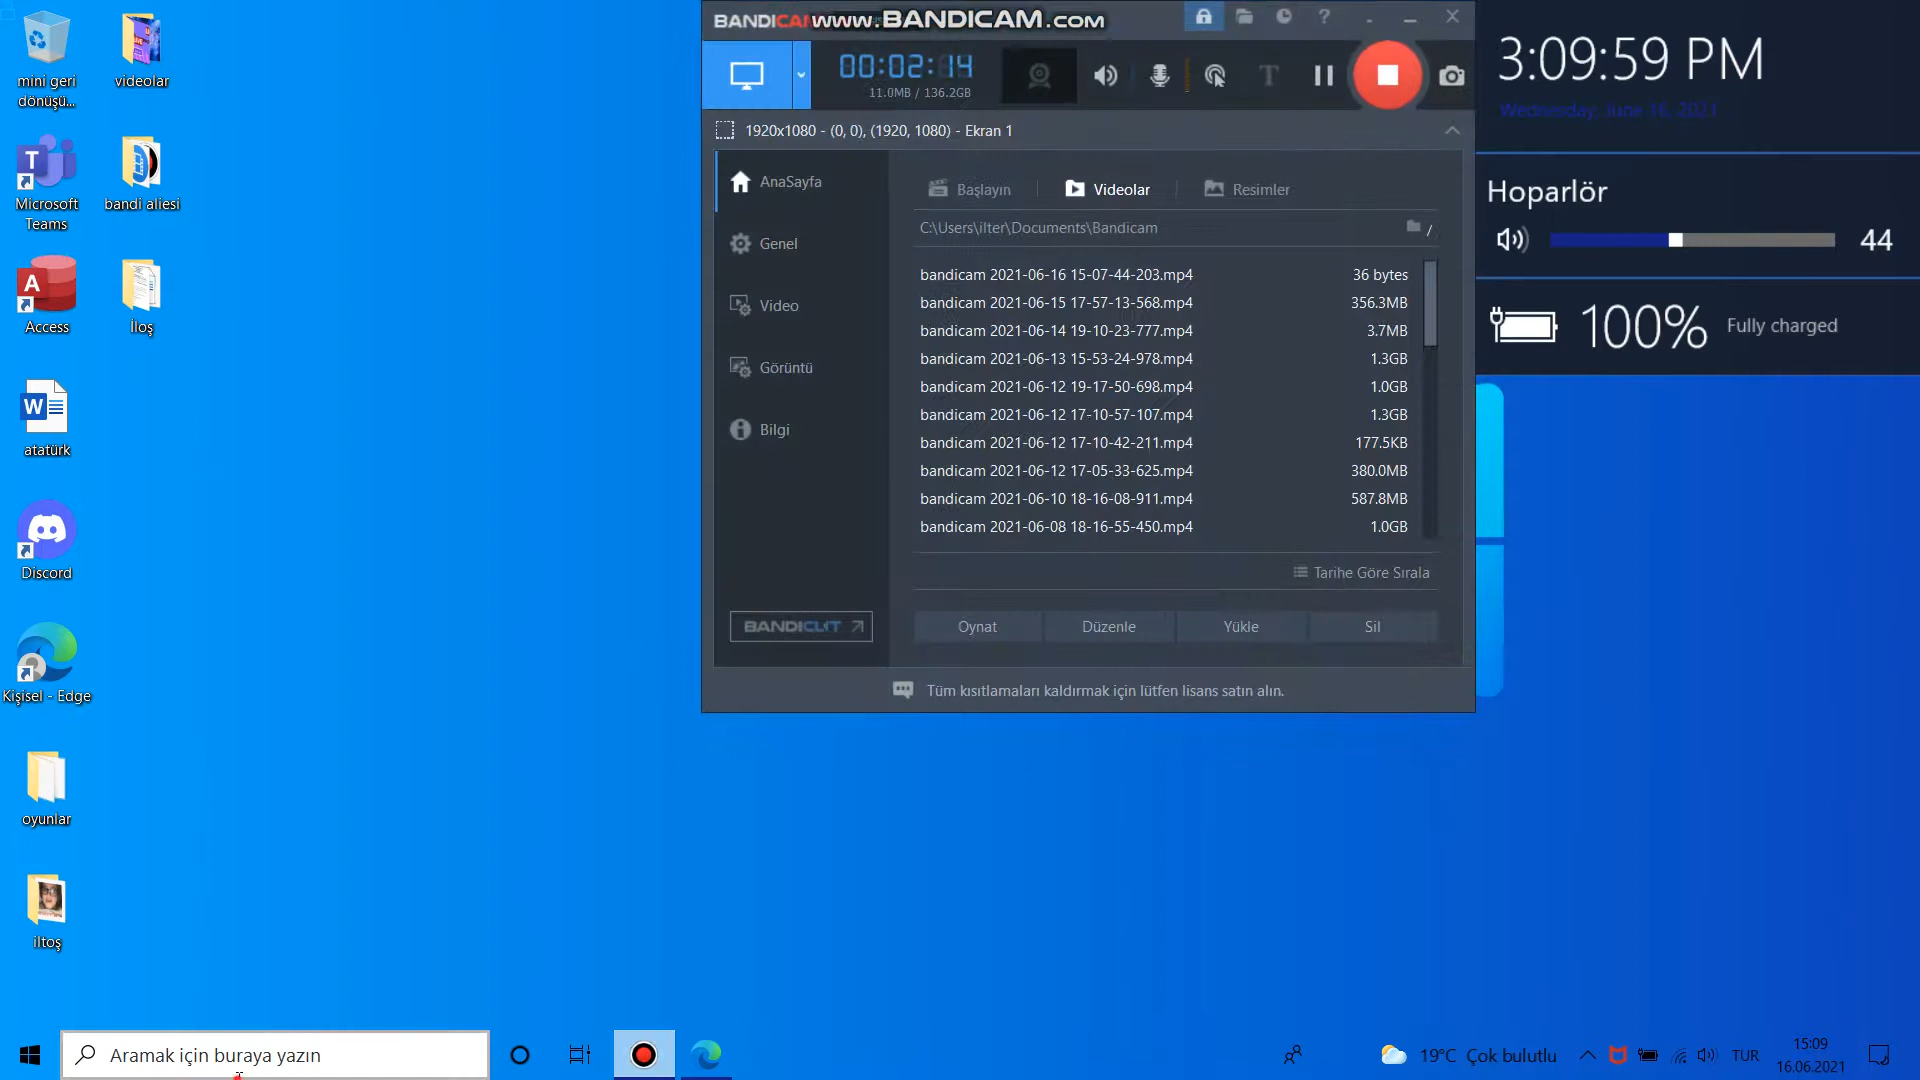 mini geri
dönüşü...
videolar
Microsoft
Teams
bandi aliesi
Access
İloş
atatürk
Discord
Kişisel - Edge
oyunlar
iltoş
BANDICAM
www.BANDICAM.com
00:02:14
11.0MB / 136.2GB
1920x1080 - (0, 0), (1920, 1080) - Ekran 1
AnaSayfa
Genel
Video
Görüntü
Bilgi
BANDICUT
Başlayın
Videolar
Resimler
C:\Users\ilter\Documents\Bandicam
bandicam 2021-06-16 15-07-44-203.mp4 36 bytes
bandicam 2021-06-15 17-57-13-568.mp4 356.3MB
bandicam 2021-06-14 19-10-23-777.mp4 3.7MB
bandicam 2021-06-13 15-53-24-978.mp4 1.3GB
bandicam 2021-06-12 19-17-50-698.mp4 1.0GB
bandicam 2021-06-12 17-10-57-107.mp4 1.3GB
bandicam 2021-06-12 17-10-42-211.mp4 177.5KB
bandicam 2021-06-12 17-05-33-625.mp4 380.0MB
bandicam 2021-06-10 18-16-08-911.mp4 587.8MB
bandicam 2021-06-08 18-16-55-450.mp4 1.0GB
Tarihe Göre Sırala
Oynat Düzenle Yükle Sil
Tüm kısıtlamaları kaldırmak için lütfen lisans satın alın.
3:09:59 PM
Wednesday, June 16, 2021
Hoparlör
44
100% Fully charged
Aramak için buraya yazın
19°C Çok bulutlu
TUR
15:09
16.06.2021